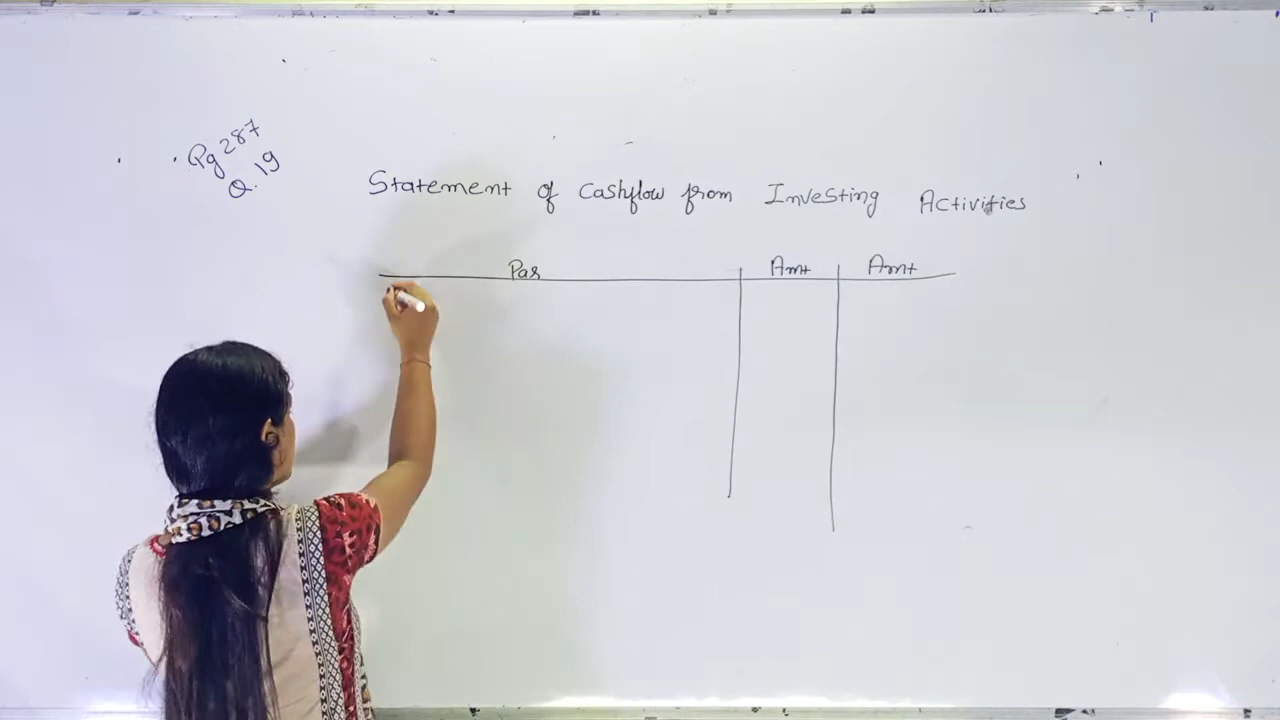 Pg 287
Q. 19
Statement of Cashflow from Investing Activities
Par Amt Amt